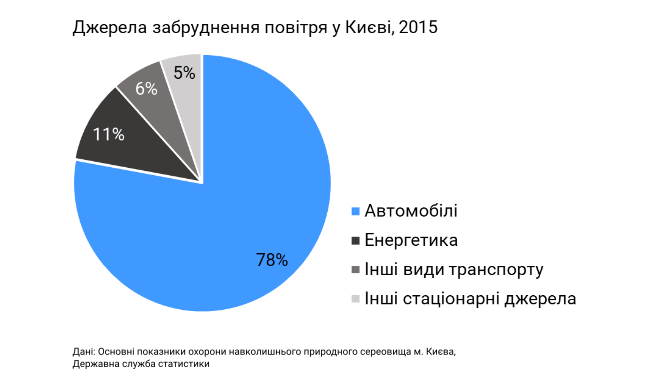 Джерела забруднення повітря у Києві, 2015
5%
6%
11%
78%
Автомобілі
Енергетика
Інші види транспорту
Інші стаціонарні джерела
Дані: Основні показники охорони навколишнього природного сереовища м. Києва,
Державна служба статистики